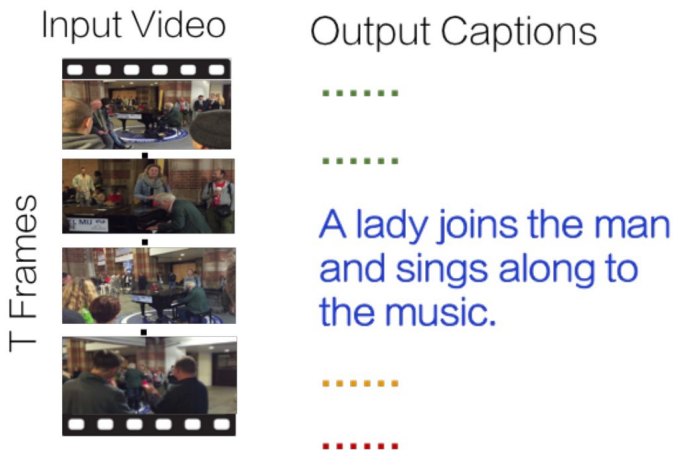 Input Video
Output Captions
T Frames
......
......
A lady joins the man
and sings along to
the music.
......
......